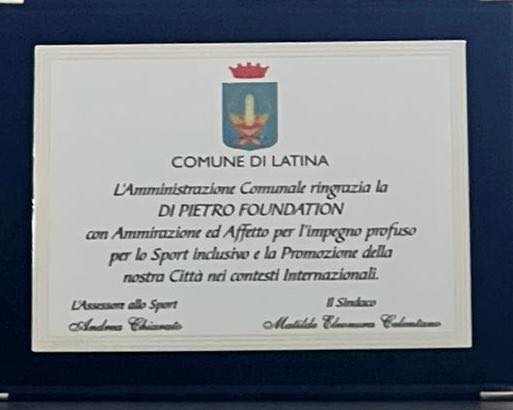 COMUNE DI LATINA
L'Amministrazione Comunale ringrazia la
DI PIETRO FOUNDATION
con Ammirazione ed Affetto per l'impegno profuso
per lo Sport inclusivo e la Promozione della
nostra Città nei contesti Internazionali.
L'Assessore allo Sport
Il Sindaco
Andrea Chiarato
Matilde Eleonora Celentano